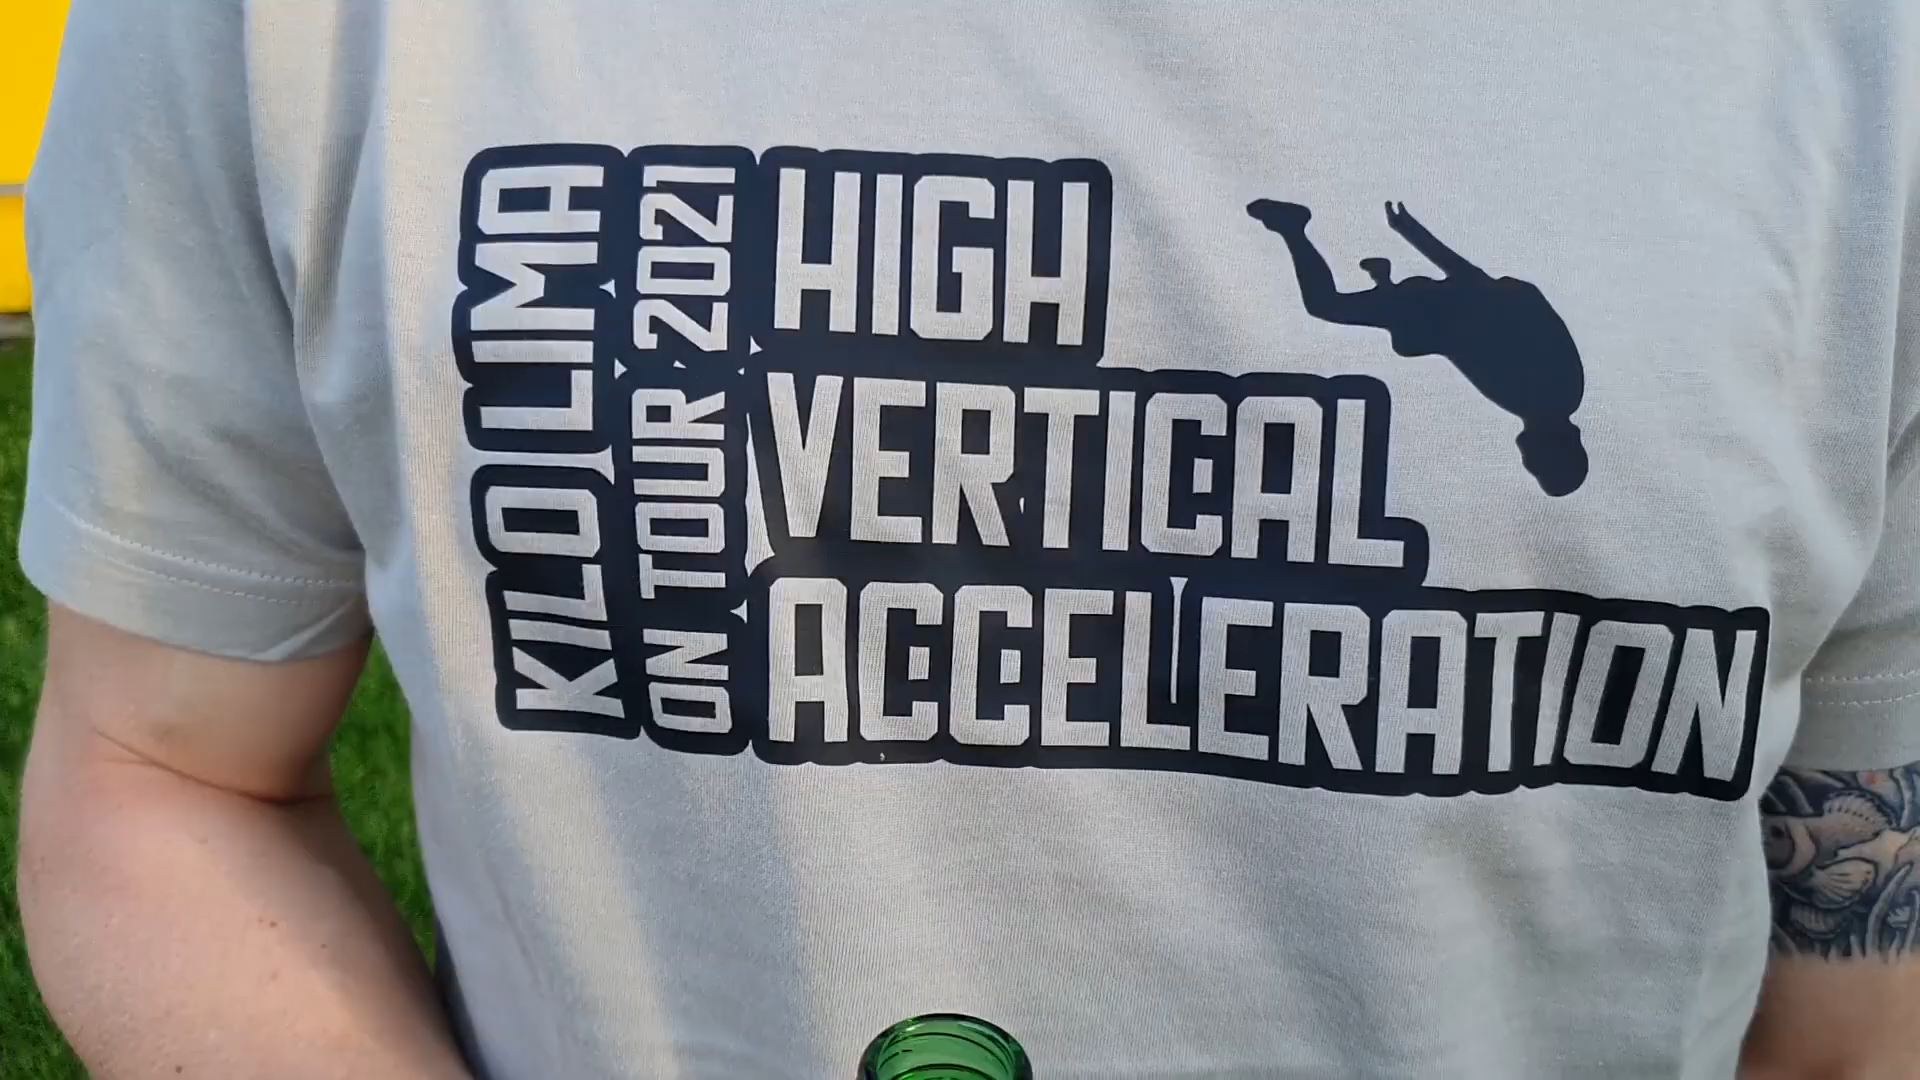 KILO LIMA
ON TOUR 2021
HIGH
VERTICAL
ACCELERATION